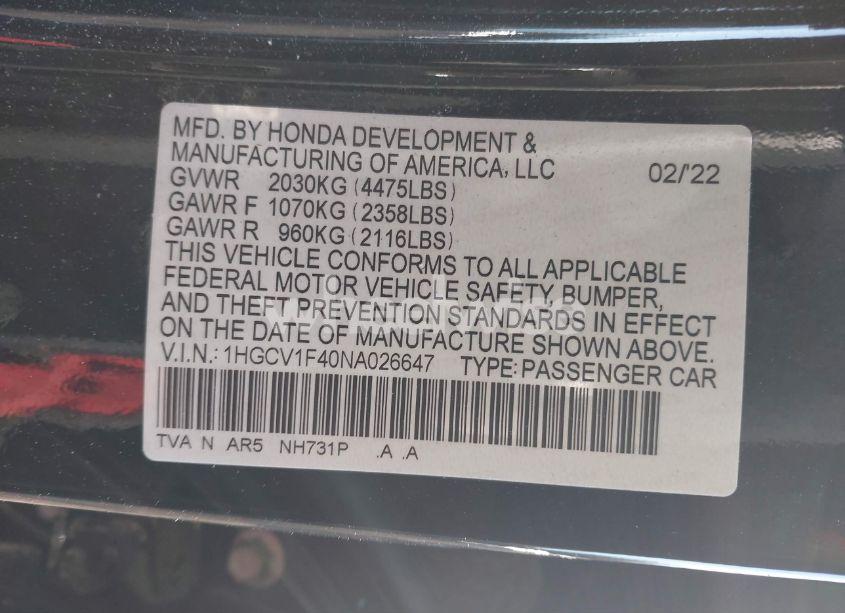 MFD. BY HONDA DEVELOPMENT &
MANUFACTURING OF AMERICA, LLC 02/'22
GVWR 2030KG (4475LBS)
GAWR F 1070KG (2358LBS)
GAWR R 960KG (2116LBS)
THIS VEHICLE CONFORMS TO ALL APPLICABLE
FEDERAL MOTOR VEHICLE SAFETY, BUMPER,
AND THEFT PREVENTION STANDARDS IN EFFECT
ON THE DATE OF MANUFACTURE SHOWN ABOVE.
V.I.N.: 1HGCV1F40NA026647 TYPE: PASSENGER CAR
TVA N AR5 NH731P .A .A